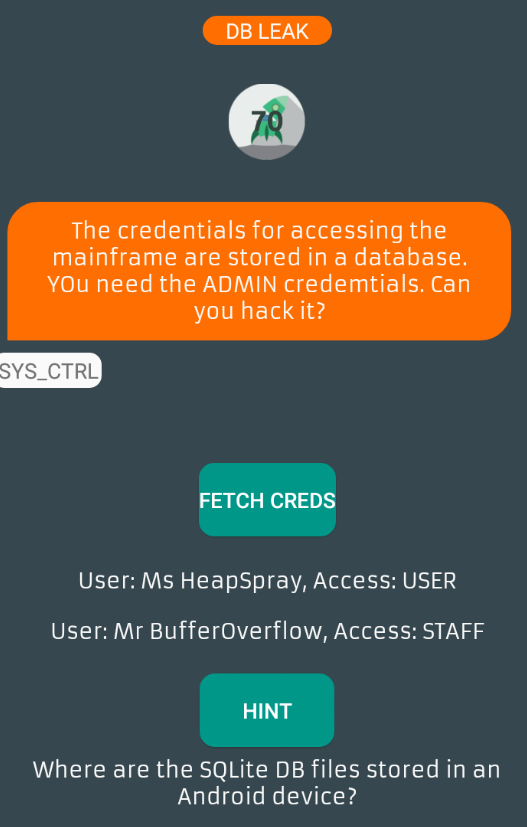 DB LEAK
70
The credentials for accessing the
mainframe are stored in a database.
YOu need the ADMIN credemtials. Can
you hack it?
SYS_CTRL
FETCH CREDS
User: Ms HeapSpray, Access: USER
User: Mr BufferOverflow, Access: STAFF
HINT
Where are the SQLite DB files stored in an
Android device?